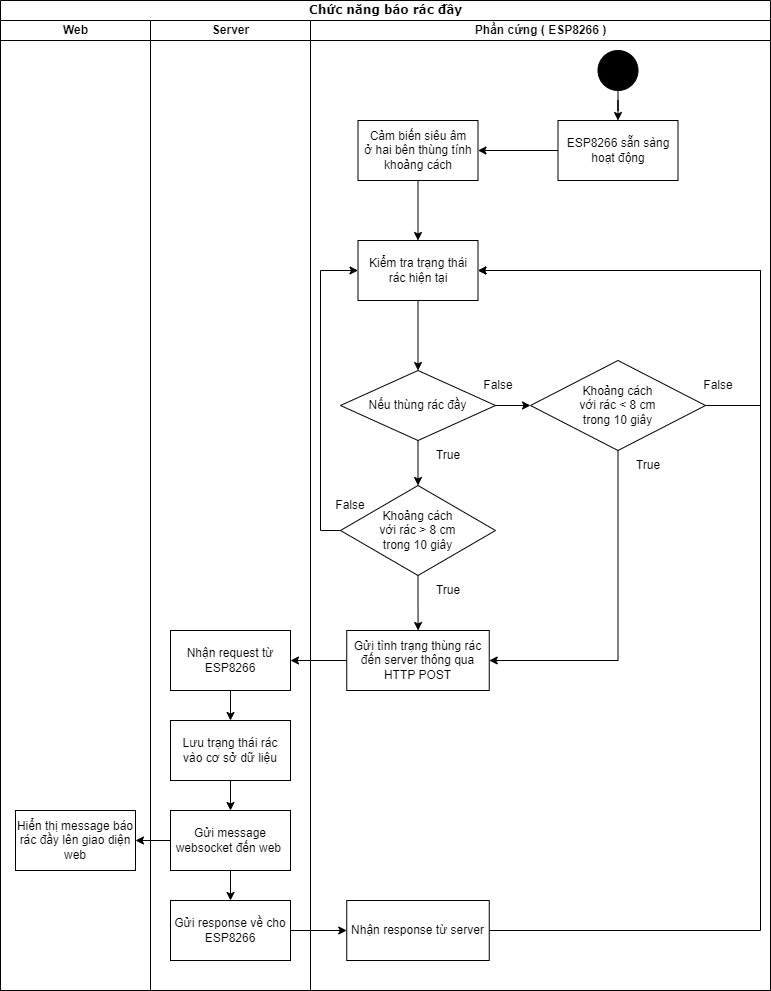 Chức năng báo rác đầy
Web
Server
Phần cứng ( ESP8266 )
ESP8266 sẵn sàng
hoạt động
Cảm biến siêu âm
ở hai bên thùng tính
khoảng cách
Kiểm tra trạng thái
rác hiện tại
Nếu thùng rác đầy
False
Khoảng cách
với rác < 8 cm
trong 10 giây
False
True
True
False
Khoảng cách
với rác > 8 cm
trong 10 giây
True
Gửi tình trạng thùng rác
đến server thông qua
HTTP POST
Nhận request từ
ESP8266
Lưu trạng thái rác
vào cơ sở dữ liệu
Gửi message
websocket đến web
Hiển thị message báo
rác đầy lên giao diện
web
Gửi response về cho
ESP8266
Nhận response từ server